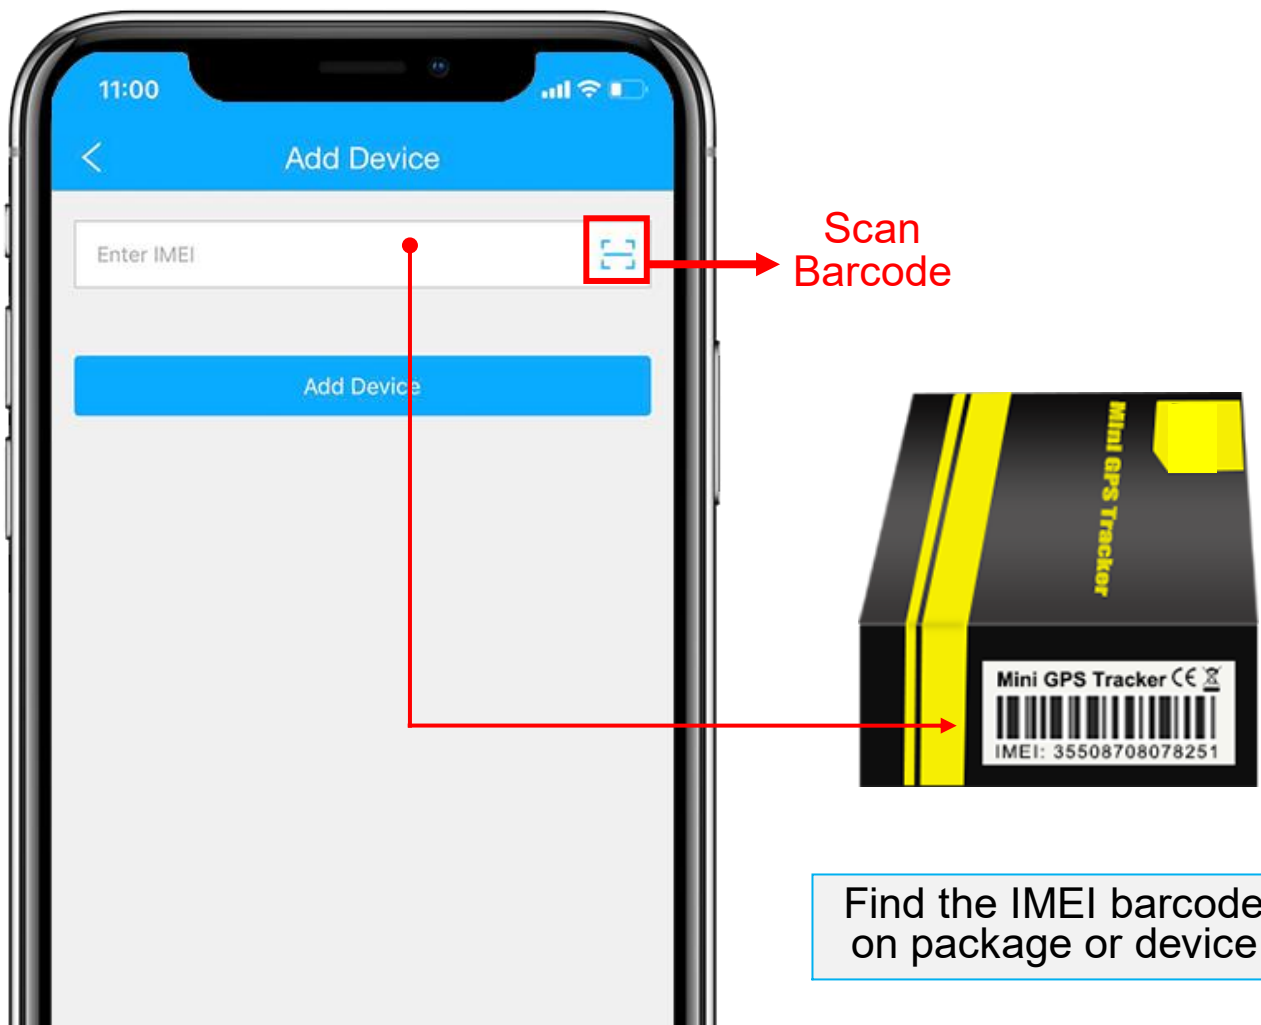 11:00
Add Device
Enter IMEI
Scan
Barcode
Add Device
Mini GPS Tracker
Mini GPS Tracker CE
IMEI: 35508708078251
Find the IMEI barcode
on package or device